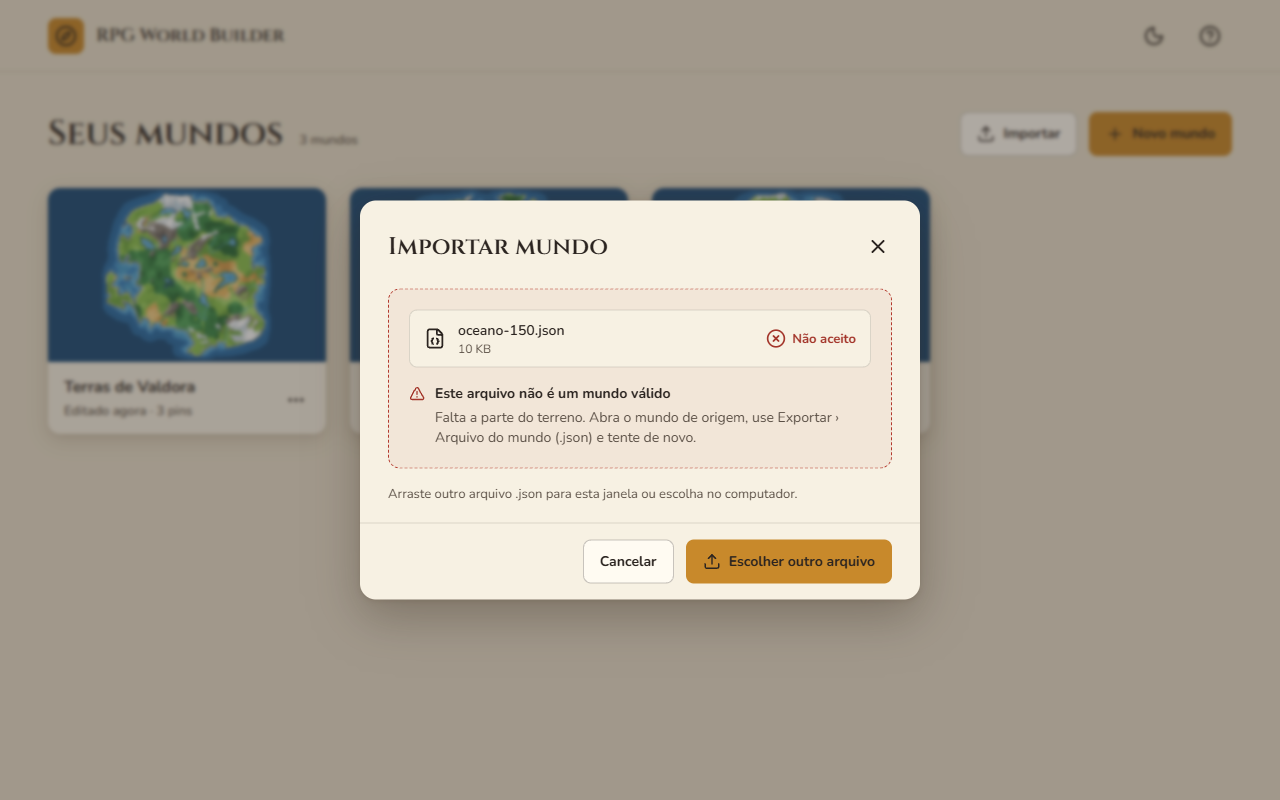 RPG World Builder
Seus mundos
3 mundos
Importar
Novo mundo
Importar mundo
oceano-150.json
10 KB
Não aceito
Este arquivo não é um mundo válido
Falta a parte do terreno. Abra o mundo de origem, use Exportar ›
Arquivo do mundo (.json) e tente de novo.
Terras de Valdora
Editado agora · 3 pins
Arraste outro arquivo .json para esta janela ou escolha no computador.
Cancelar
Escolher outro arquivo